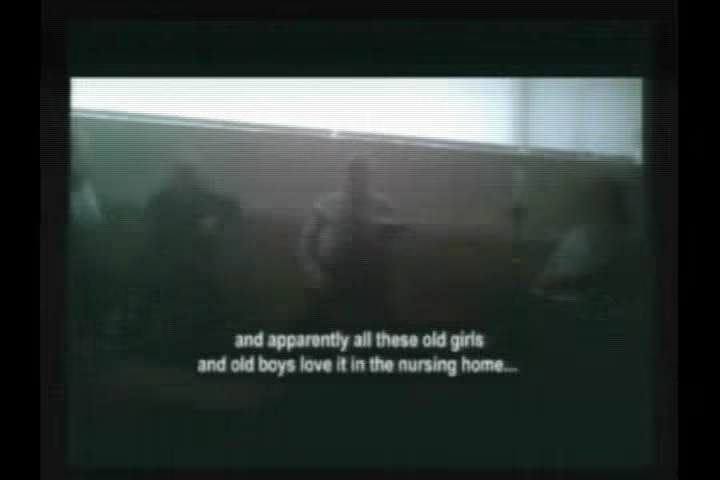 and apparently all these old girls
and old boys love it in the nursing home...